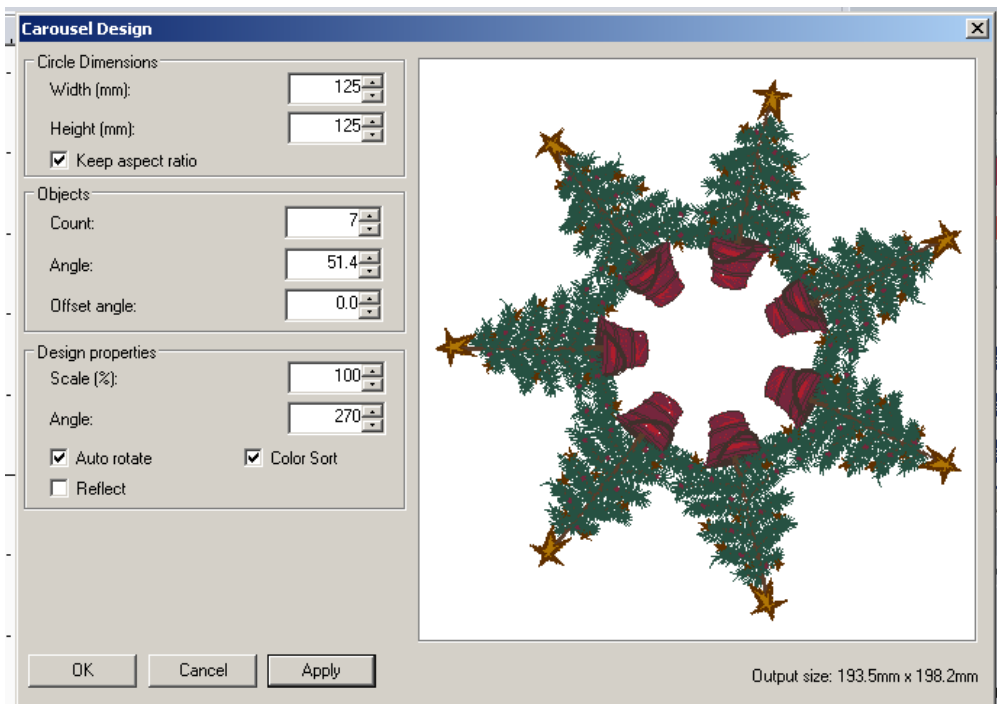 Carousel Design
Circle Dimensions
Width (mm): 125
Height (mm): 125
Keep aspect ratio
Objects
Count: 7
Angle: 51.4
Offset angle: 0.0
Design properties
Scale (%): 100
Angle: 270
Auto rotate Color Sort
Reflect
OK Cancel Apply
Output size: 193.5mm x 198.2mm